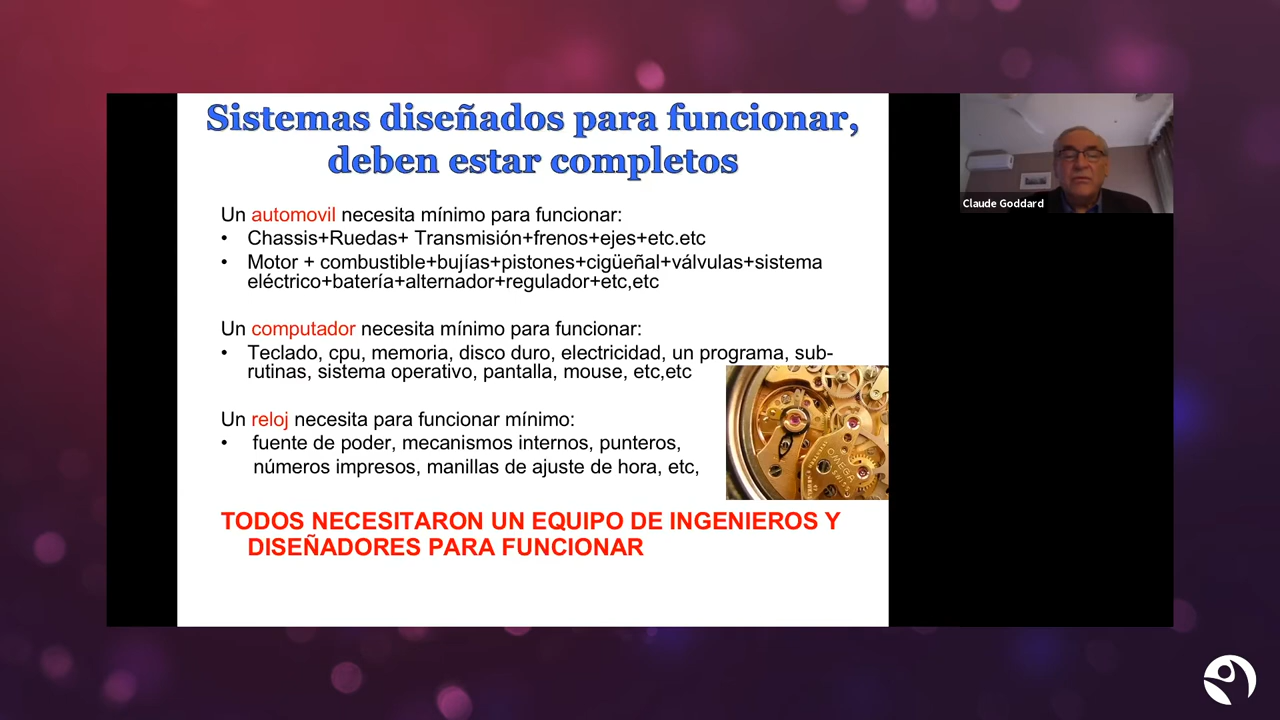 Sistemas diseñados para funcionar,
deben estar completos
Un automovil necesita mínimo para funcionar:
• Chassis+Ruedas+ Transmisión+frenos+ejes+etc.etc
• Motor + combustible+bujías+pistones+cigüeñal+válvulas+sistema
eléctrico+batería+alternador+regulador+etc,etc
Un computador necesita mínimo para funcionar:
• Teclado, cpu, memoria, disco duro, electricidad, un programa, sub-
rutinas, sistema operativo, pantalla, mouse, etc,etc
Un reloj necesita para funcionar mínimo:
• fuente de poder, mecanismos internos, punteros,
números impresos, manillas de ajuste de hora, etc,
TODOS NECESITARON UN EQUIPO DE INGENIEROS Y
DISEÑADORES PARA FUNCIONAR
OMEGA
SWISS
Claude Goddard